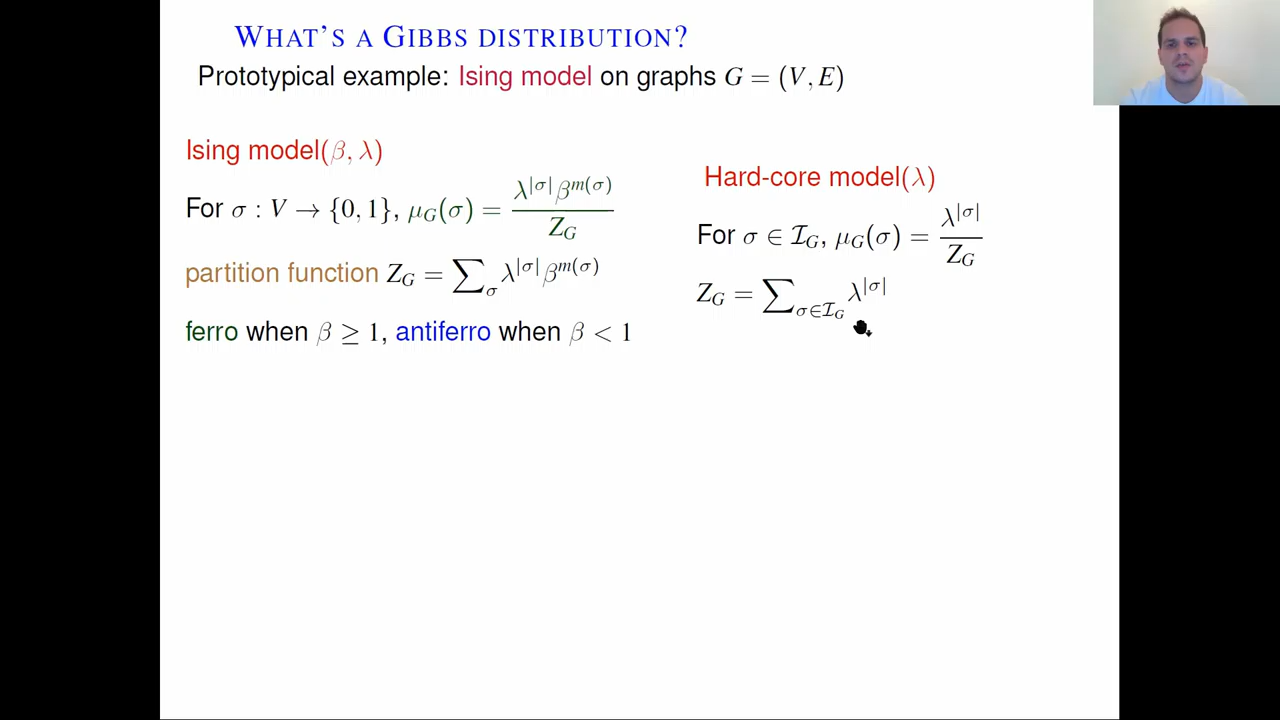 WHAT'S A GIBBS DISTRIBUTION?
Prototypical example: Ising model on graphs G = (V, E)
Ising model(β, λ)
For σ : V → {0, 1}, μ_G(σ) = λ^{|σ|} β^{m(σ)} / Z_G
partition function Z_G = ∑_σ λ^{|σ|} β^{m(σ)}
ferro when β ≥ 1, antiferro when β < 1
Hard-core model(λ)
For σ ∈ I_G, μ_G(σ) = λ^{|σ|} / Z_G
Z_G = ∑_{σ∈I_G} λ^{|σ|}